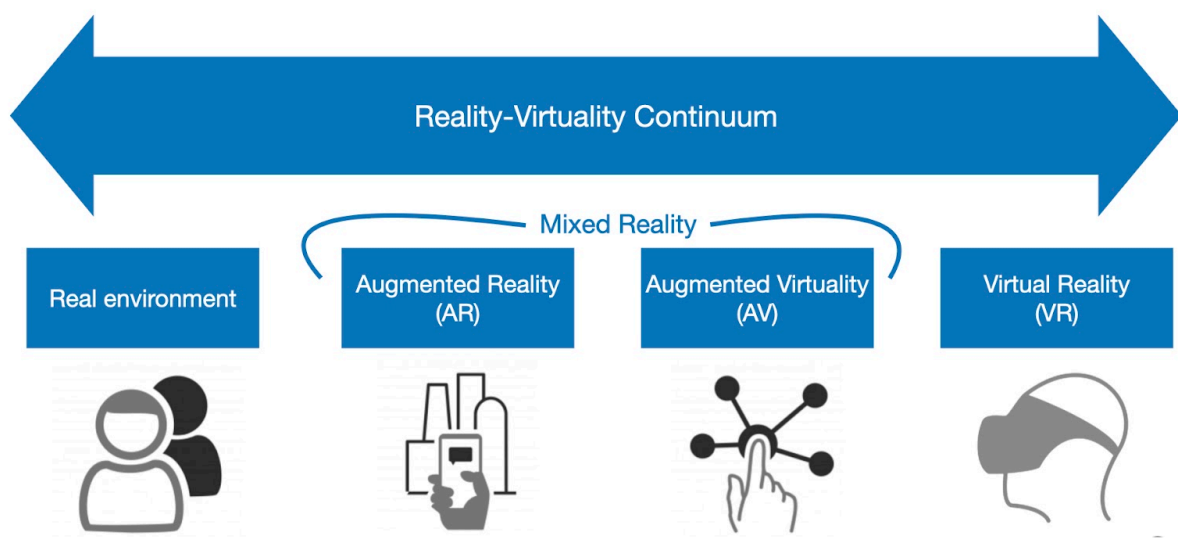 Reality-Virtuality Continuum
Mixed Reality
Real environment
Augmented Reality
(AR)
Augmented Virtuality
(AV)
Virtual Reality
(VR)